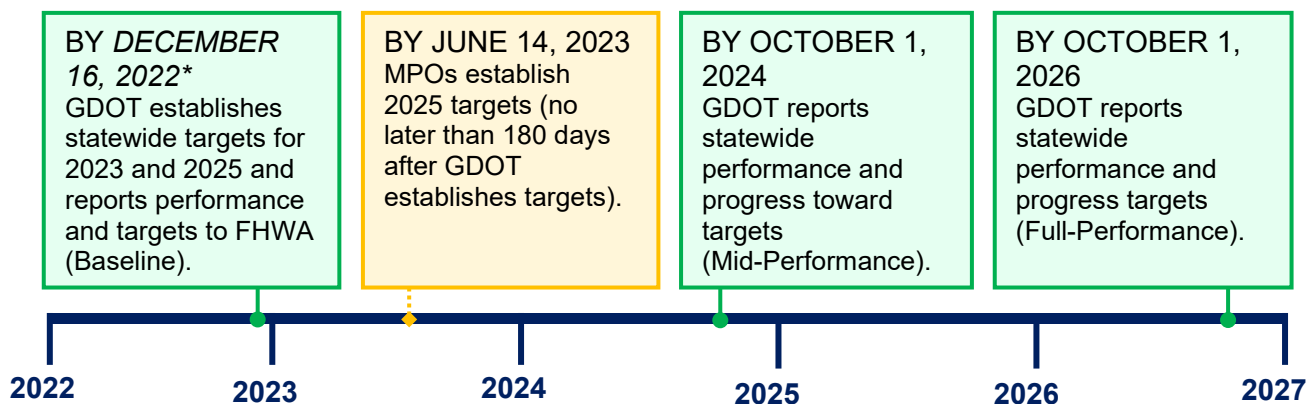 BY DECEMBER
16, 2022*
GDOT establishes
statewide targets for
2023 and 2025 and
reports performance
and targets to FHWA
(Baseline).
BY JUNE 14, 2023
MPOs establish
2025 targets (no
later than 180 days
after GDOT
establishes targets).
BY OCTOBER 1,
2024
GDOT reports
statewide
performance and
progress toward
targets
(Mid-Performance).
BY OCTOBER 1,
2026
GDOT reports
statewide
performance and
progress targets
(Full-Performance).
2022
2023
2024
2025
2026
2027